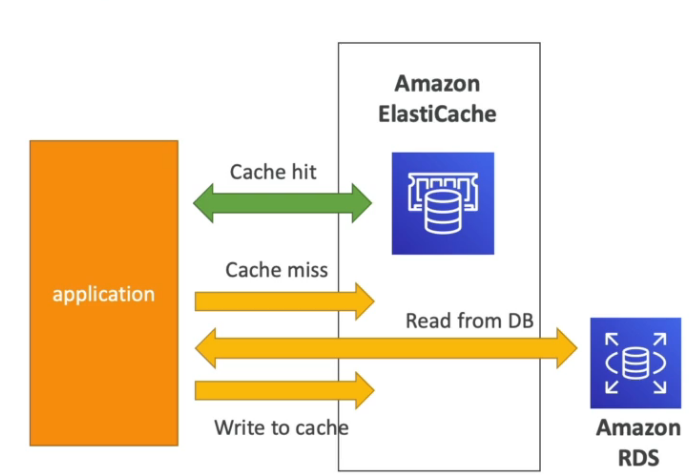 Amazon
ElastiCache
Cache hit
Cache miss
application
Read from DB
Write to cache
Amazon
RDS